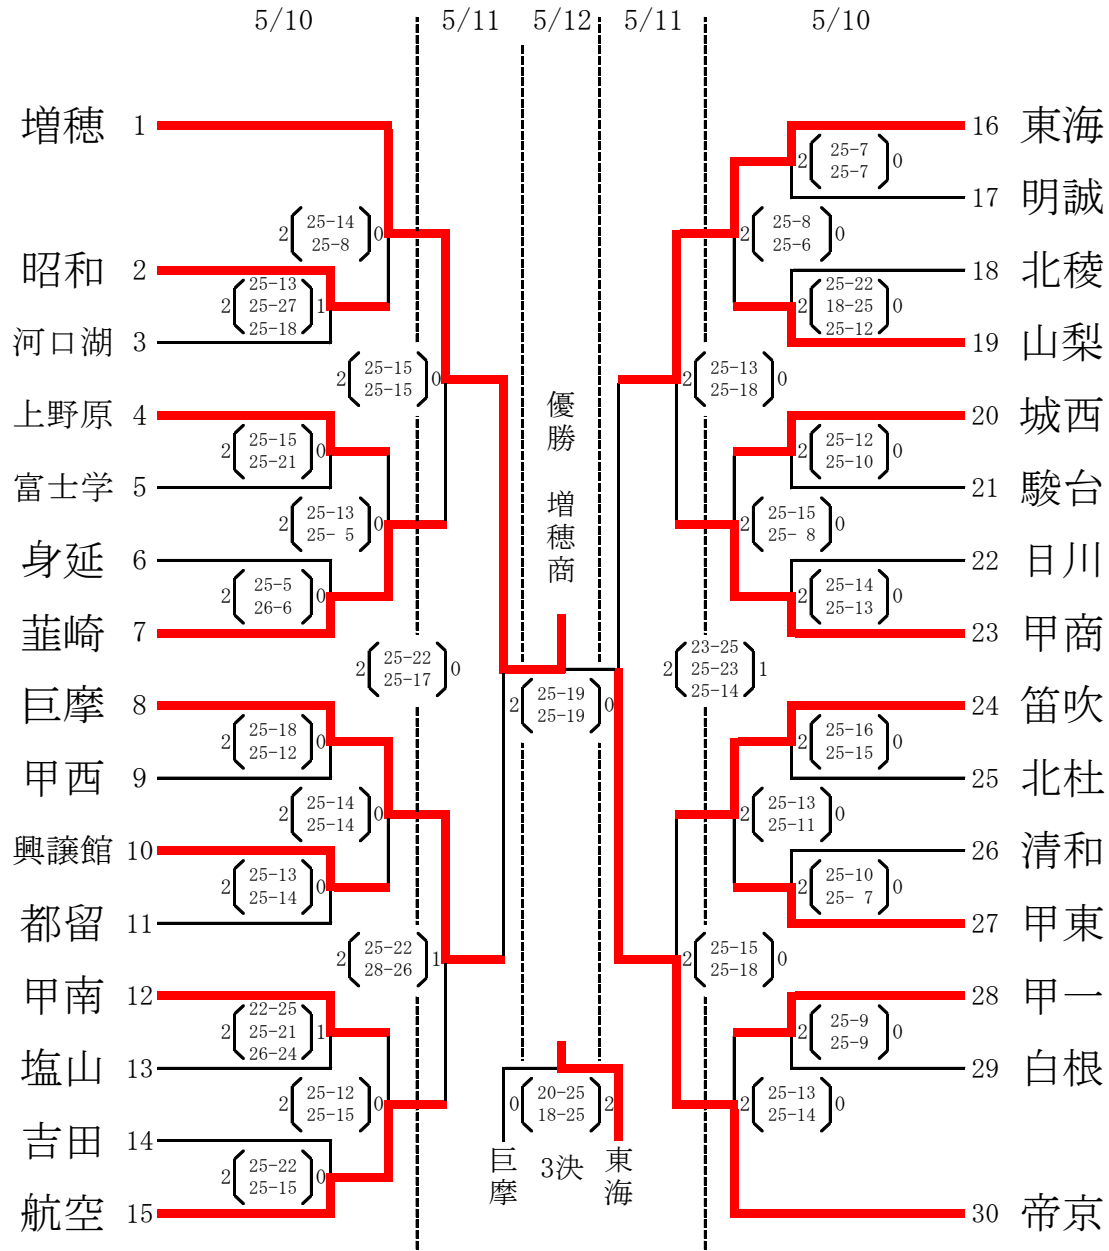 5/10 5/11 5/12 5/11 5/10
増穂 1
昭和 2
河口湖 3
上野原 4
富士学 5
身延 6
韮崎 7
巨摩 8
甲西 9
興譲館 10
都留 11
甲南 12
塩山 13
吉田 14
航空 15
2 25-14 0
25-8
2 25-13 1
25-27
25-18
2 25-15 0
25-15
2 25-15 0
25-21
2 25-13 0
25- 5
2 25-5 0
26-6
2 25-22 0
25-17
2 25-18 0
25-12
2 25-14 0
25-14
2 25-13 0
25-14
2 25-22 1
28-26
2 22-25 1
25-21
26-24
2 25-12 0
25-15
2 25-22 0
25-15
優勝 増穂商
2 25-19 0
25-19
0 20-25 2
18-25
巨摩
3決
東海
16 東海
17 明誠
18 北稜
19 山梨
20 城西
21 駿台
22 日川
23 甲商
24 笛吹
25 北杜
26 清和
27 甲東
28 甲一
29 白根
30 帝京
2 25-7 0
25-7
2 25-8 0
25-6
2 25-22 0
18-25
25-12
2 25-13 0
25-18
2 25-12 0
25-10
2 25-15 0
25- 8
2 25-14 0
25-13
2 23-25 1
25-23
25-14
2 25-16 0
25-15
2 25-13 0
25-11
2 25-10 0
25- 7
2 25-15 0
25-18
2 25-9 0
25-9
2 25-13 0
25-14